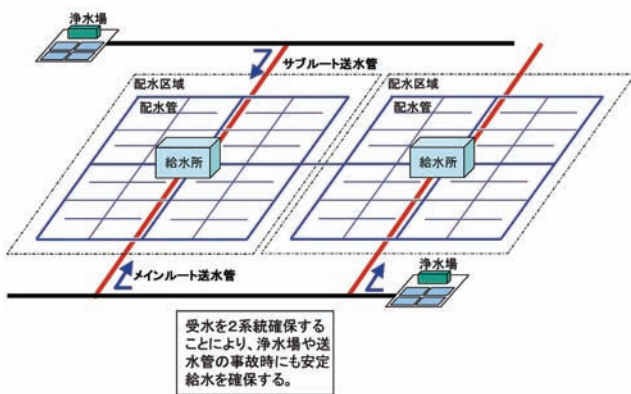 浄水場
サブルート送水管
配水区域
配水管
給水所
配水区域
配水管
給水所
メインルート送水管
浄水場
受水を2系統確保する
ことにより、浄水場や送
水管の事故時にも安定
給水を確保する。